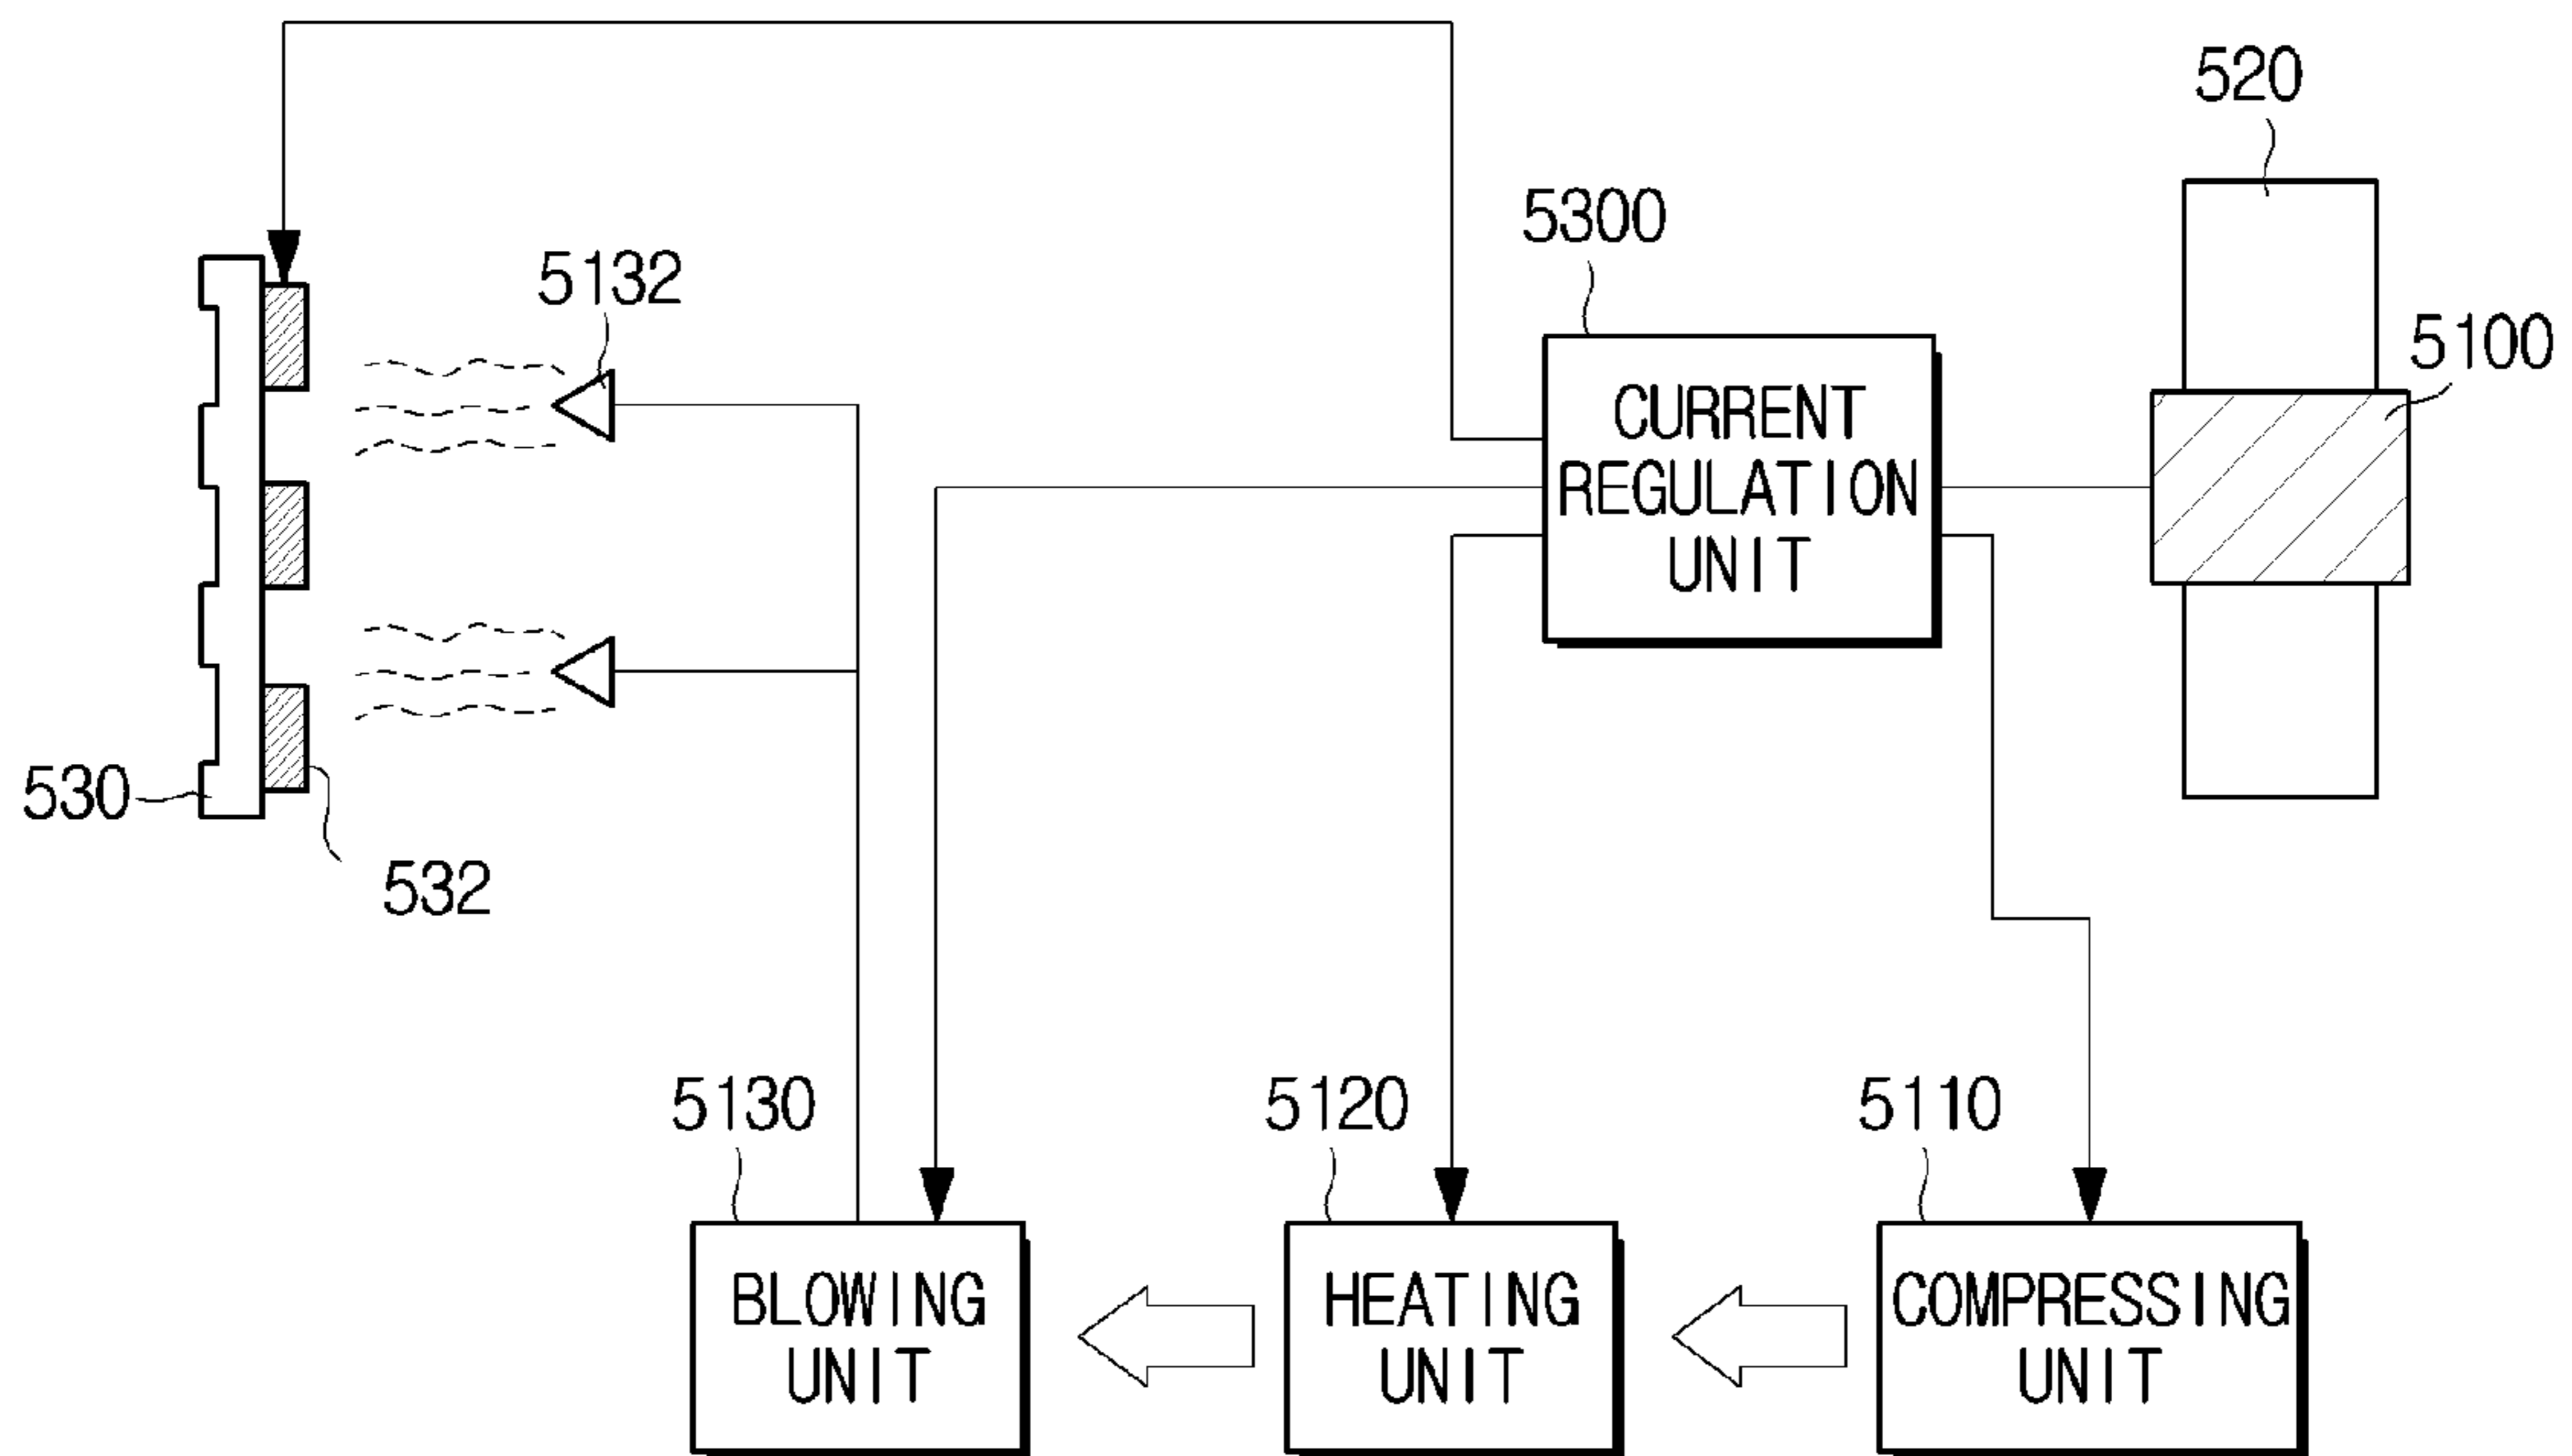 520
5300
5132
5100
CURRENT
REGULATION
UNIT
530
532
5130
5120
5110
BLOWING
UNIT
HEATING
UNIT
COMPRESSING
UNIT